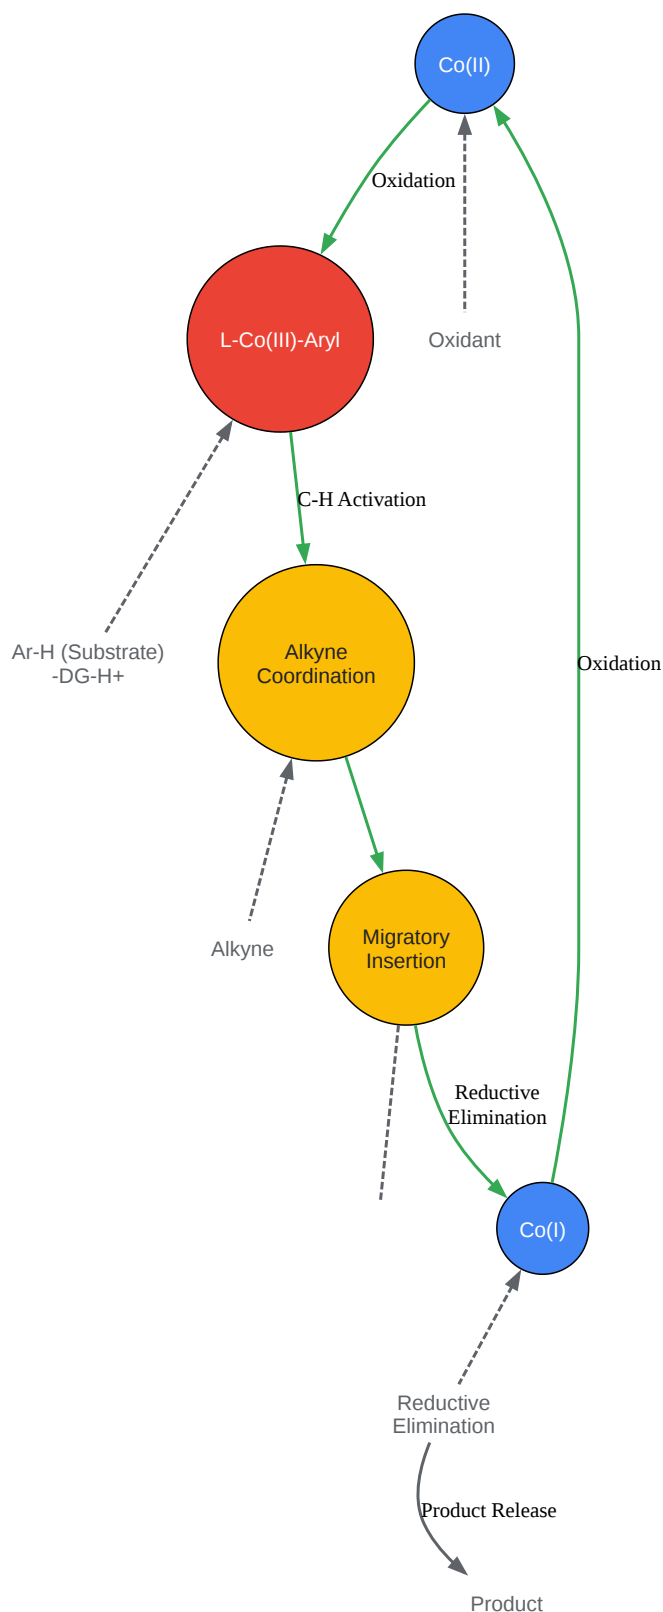 Co(II)
Oxidation
L-Co(III)-Aryl
Oxidant
C-H Activation
Ar-H (Substrate)
-DG-H+
Alkyne
Coordination
Oxidation
Alkyne
Migratory
Insertion
Reductive
Elimination
Co(I)
Reductive
Elimination
Product Release
Product